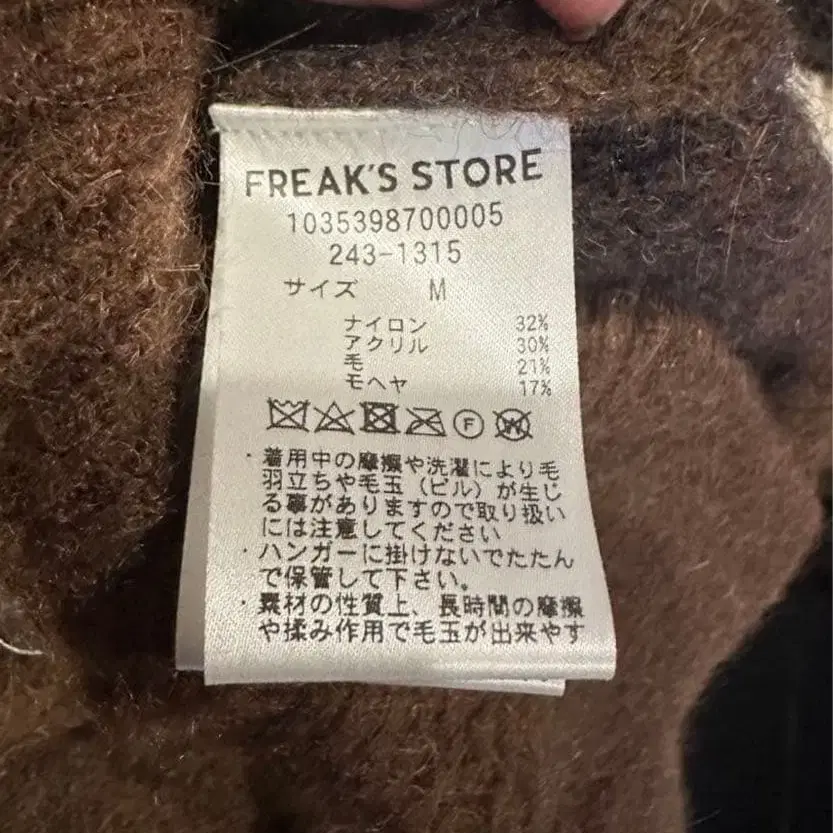 FREAK'S STORE
1035398700005
243-1315
サイズ M
ナイロン 32%
アクリル 30%
毛 21%
モヘヤ 17%
F W
・着用中の摩擦や洗濯により毛
羽立ちや毛玉(ピル)が生じ
る事がありますので取り扱い
には注意してください
・ハンガーに掛けないでたたん
で保管して下さい。
・素材の性質上、長時間の摩擦
や揉み作用で毛玉が出来やす